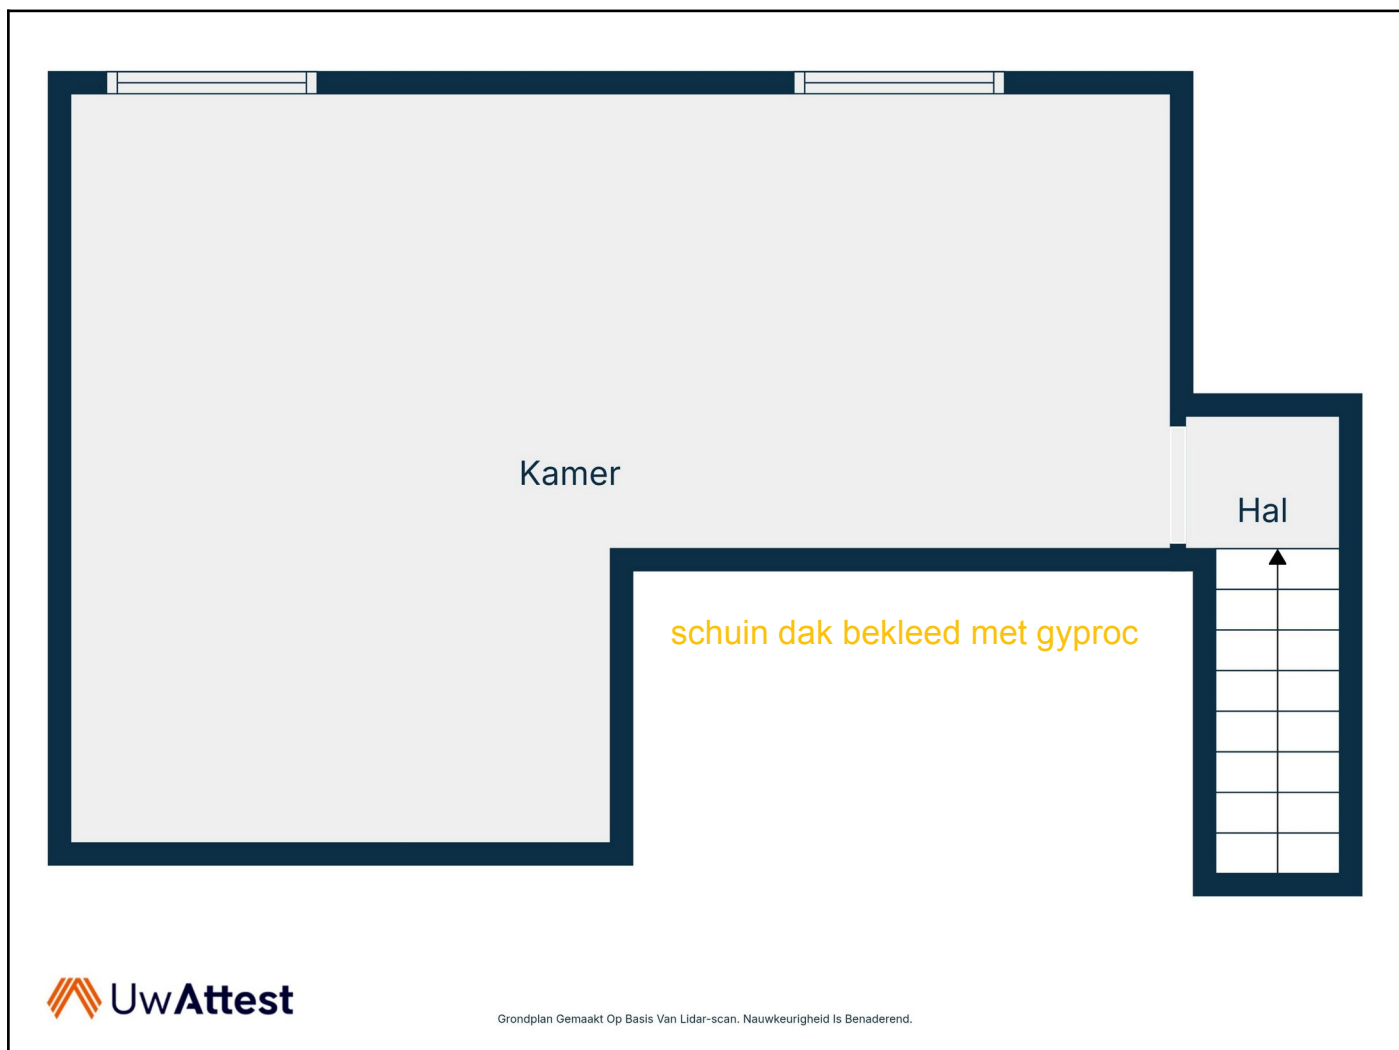 Kamer
Hal
schuin dak bekleed met gyproc
UwAttest
Grondplan Gemaakt Op Basis Van Lidar-scan. Nauwkeurigheid Is Benaderend.